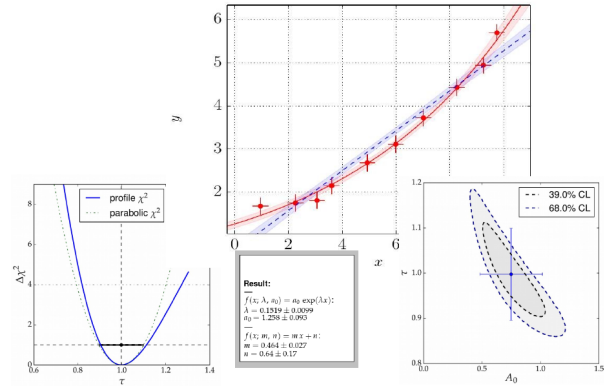 6
5
4
3
2
y
0
2
4
6
x
8
6
4
2
0
Δχ²
0.6
0.8
1.0
1.2
1.4
τ
profile χ²
parabolic χ²
Result:
f(x; λ, a₀) = a₀ exp(λx):
λ = 0.1519 ± 0.0099
a₀ = 1.258 ± 0.093
f(x; m, n) = mx + n:
m = 0.464 ± 0.027
n = 0.64 ± 0.17
1.2
1.1
1.0
0.9
0.8
τ
0.0
0.5
1.0
1.5
A₀
39.0% CL
68.0% CL